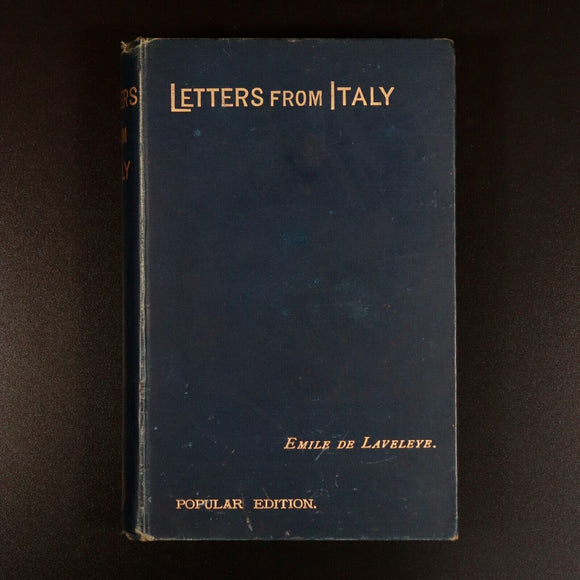 LETTERS FROM ITALY
EMILE DE LAVELEYE.
POPULAR EDITION.